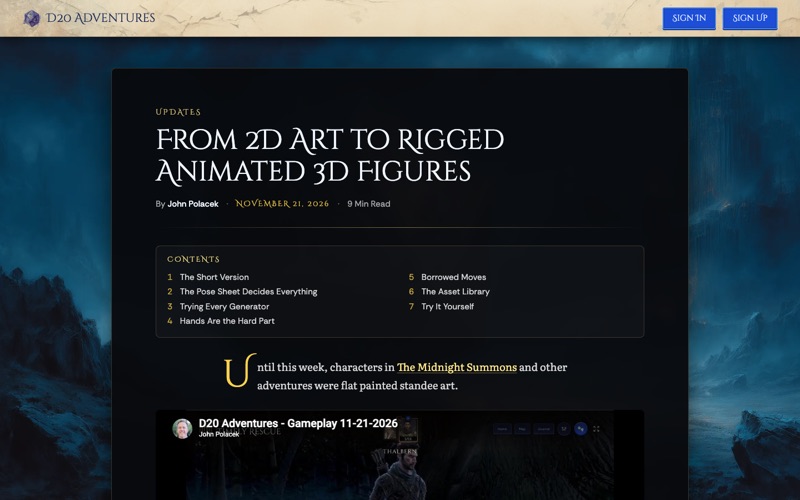 D20 Adventures
Sign In
Sign Up
Updates
From 2D Art to Rigged
Animated 3D Figures
By John Polacek · November 21, 2026 · 9 Min Read
Contents
1 The Short Version
2 The Pose Sheet Decides Everything
3 Trying Every Generator
4 Hands Are the Hard Part
5 Borrowed Moves
6 The Asset Library
7 Try It Yourself
Until this week, characters in The Midnight Summons and other
adventures were flat painted standee art.
D20 Adventures - Gameplay 11-21-2026
John Polacek
Thalbern